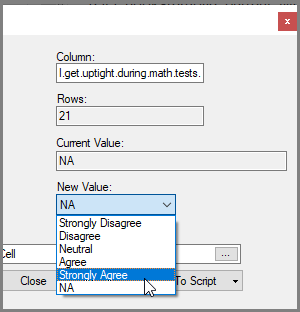 x
Column:
I.get.uptight.during.math.tests.
Rows:
21
Current Value:
NA
New Value:
NA
Strongly Disagree
Disagree
Neutral
Agree
Strongly Agree
NA
Cell
...
Close
To Script